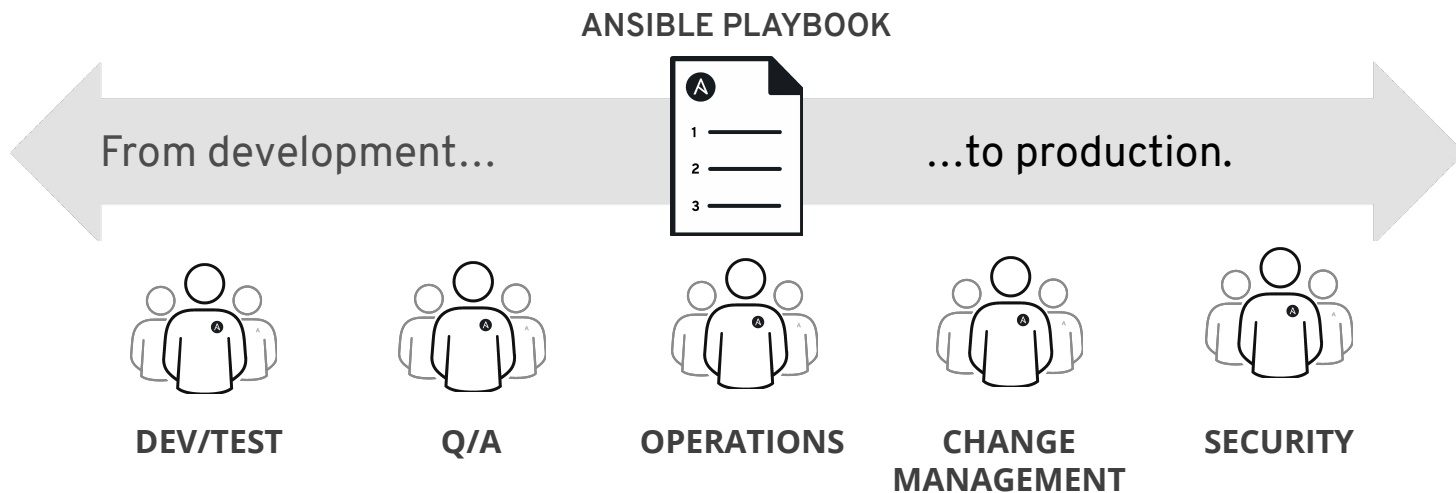 ANSIBLE PLAYBOOK
From development...
...to production.
1
2
3
DEV/TEST
Q/A
OPERATIONS
CHANGE
MANAGEMENT
SECURITY